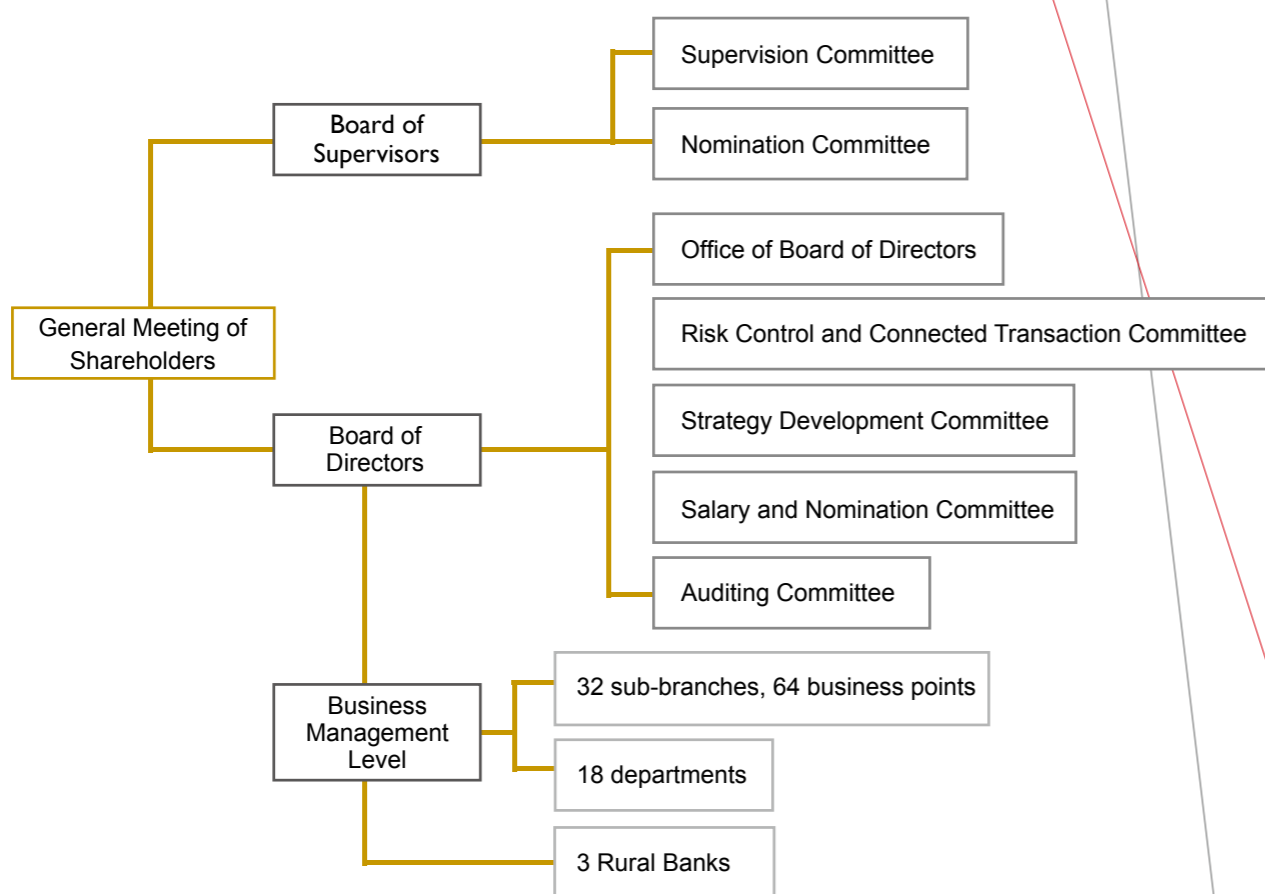 Supervision Committee
Board of
Supervisors
Nomination Committee
Office of Board of Directors
General Meeting of
Shareholders
Risk Control and Connected Transaction Committee
Strategy Development Committee
Board of
Directors
Salary and Nomination Committee
Auditing Committee
32 sub-branches, 64 business points
Business
Management
Level
18 departments
3 Rural Banks